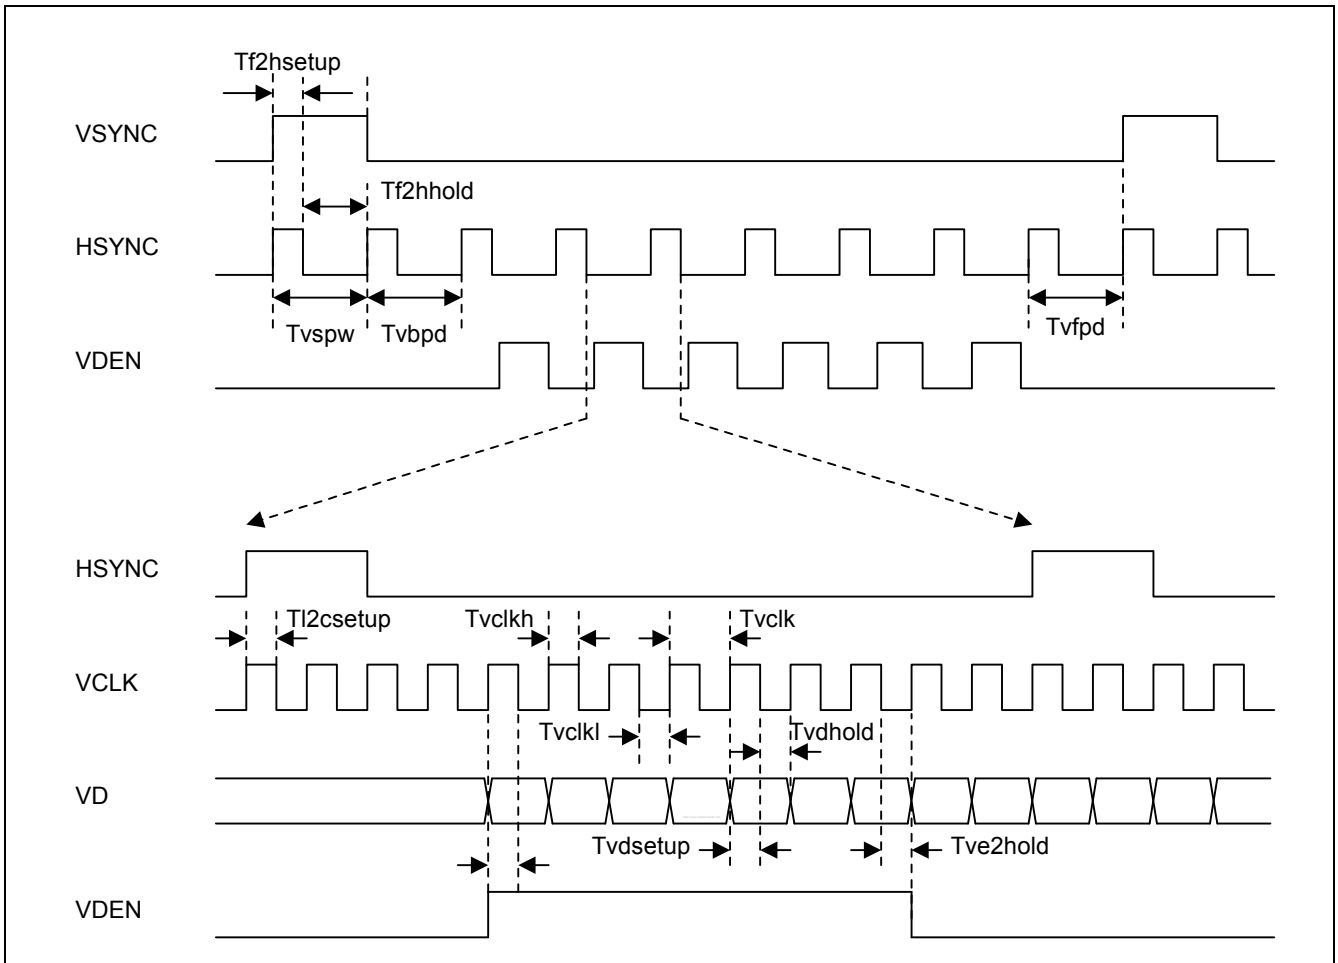 Tf2hsetup
VSYNC
Tf2hhold
HSYNC
Tvspw
Tvbpd
Tvfpd
VDEN
HSYNC
Tl2csetup
Tvclkh
Tvclk
VCLK
Tvclkl
Tvdhold
VD
Tvdsetup
Tve2hold
VDEN